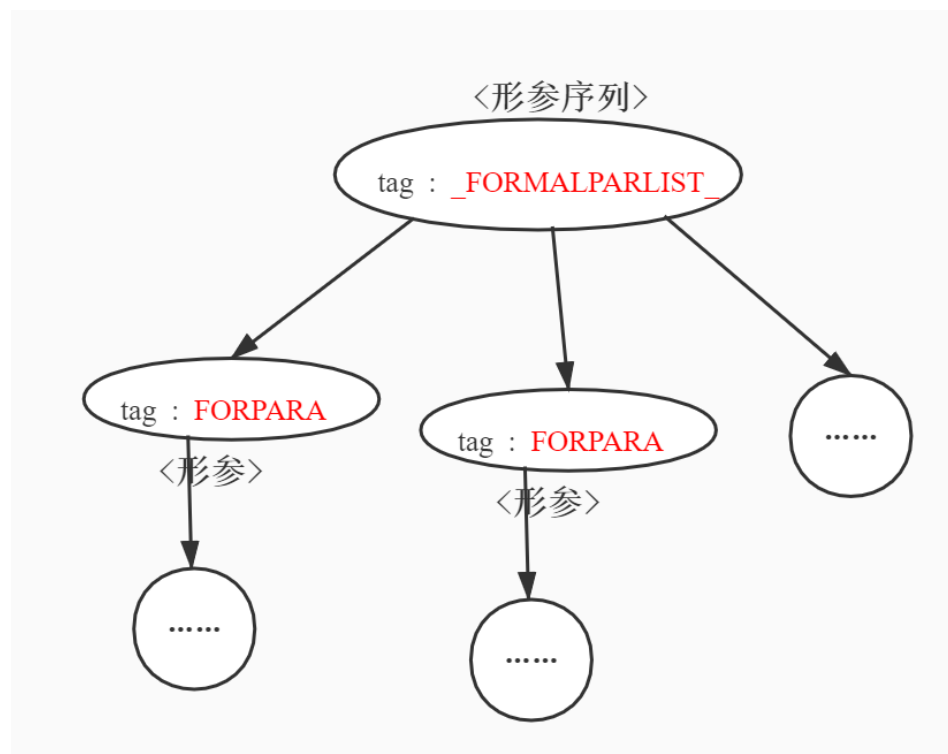 <形参序列>
tag : _FORMALPARLIST_
tag : FORPARA
<形参>
tag : FORPARA
<形参>
……
……
……